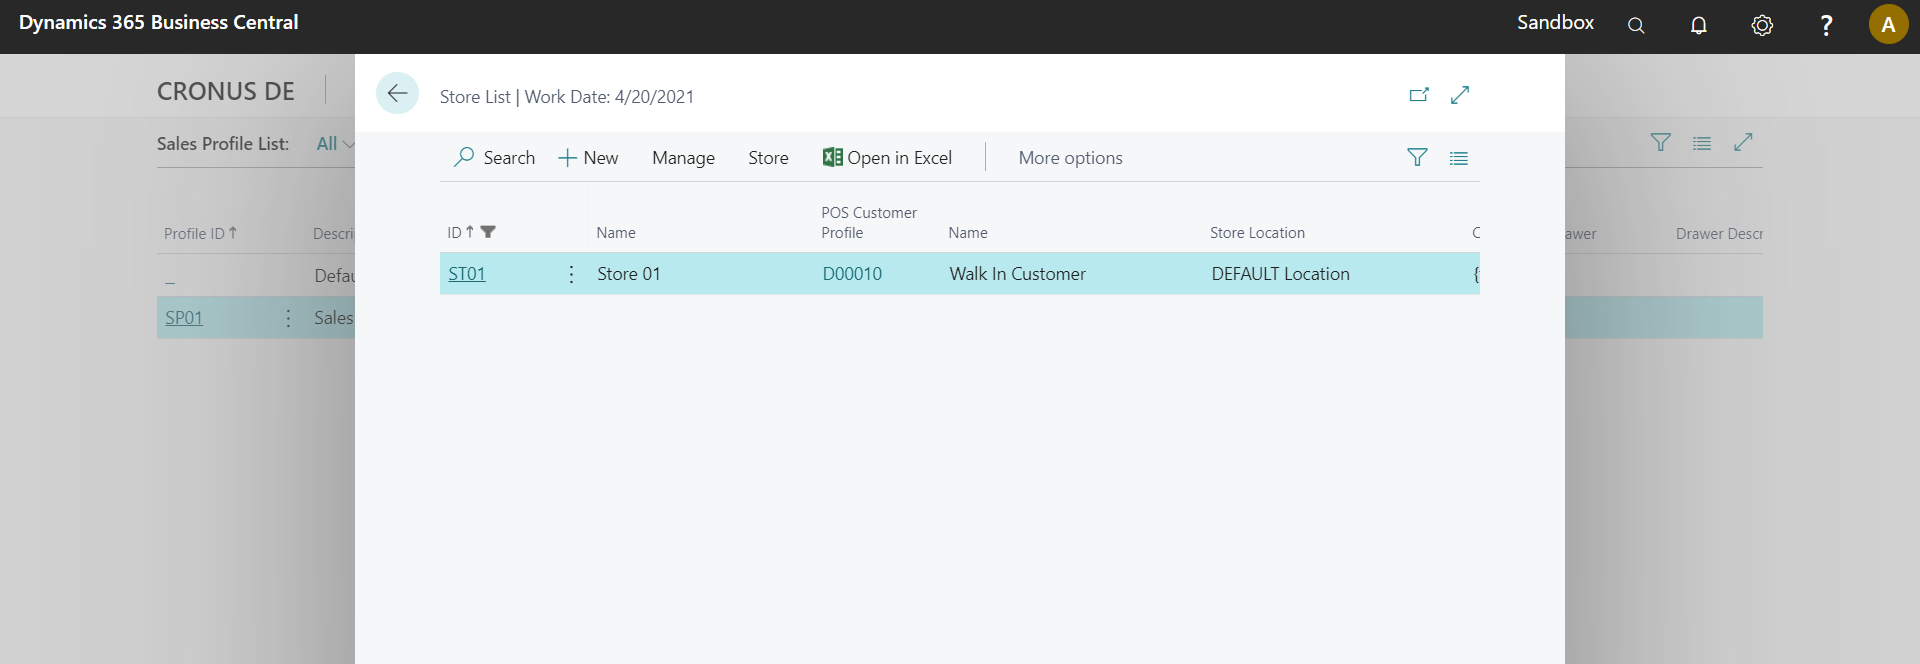 Dynamics 365 Business Central
Sandbox
?
A
CRONUS DE
Sales Profile List:
All
Profile ID
_
Defau
SP01
Sales
Store List | Work Date: 4/20/2021
Search
New
Manage
Store
Open in Excel
More options
ID
Name
POS Customer
Profile
Name
Store Location
ST01
Store 01
D00010
Walk In Customer
DEFAULT Location
awer
Drawer Descr